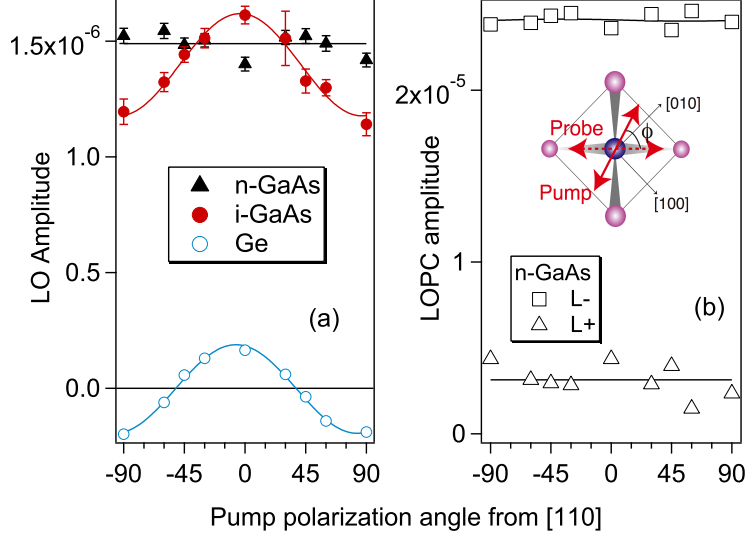 LO Amplitude
1.5x10⁻⁶
1.0
0.5
0.0
n-GaAs
i-GaAs
Ge
(a)
-90
-45
0
45
90
LOPC amplitude
2x10⁻⁵
1
0
[010]
Probe
ϕ
Pump
[100]
n-GaAs
L-
L+
(b)
-90
-45
0
45
90
Pump polarization angle from [110]